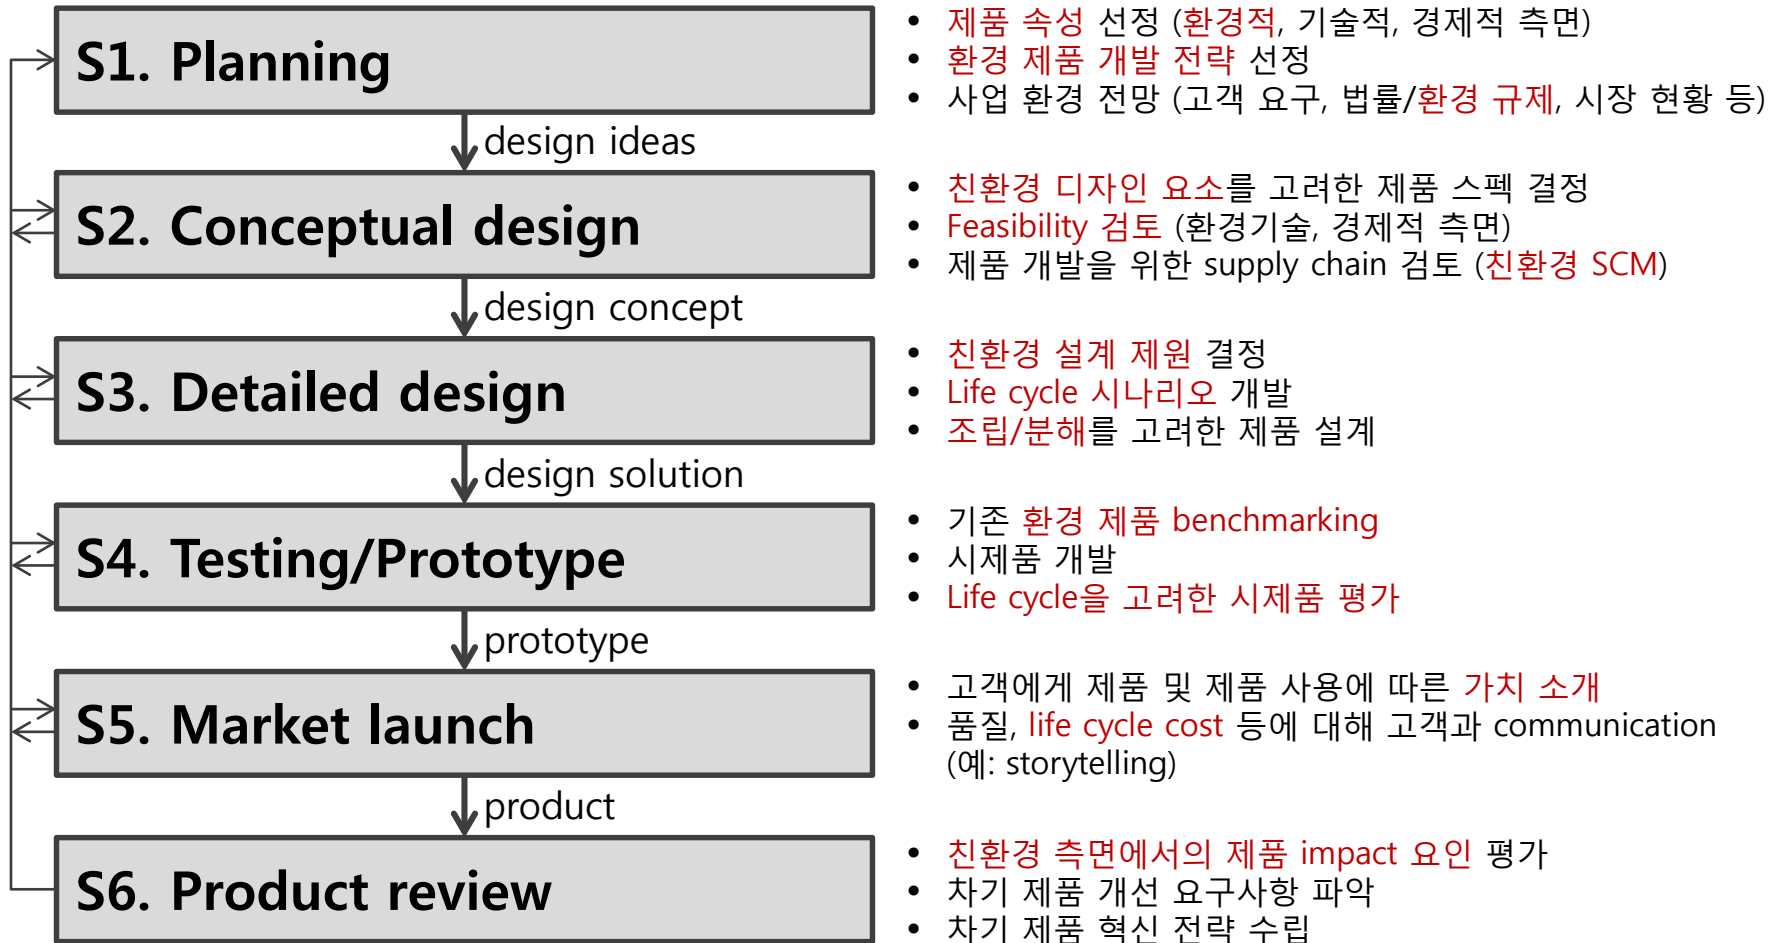 S1. Planning
• 제품 속성 선정 (환경적, 기술적, 경제적 측면)
• 환경 제품 개발 전략 선정
• 사업 환경 전망 (고객 요구, 법률/환경 규제, 시장 현황 등)
design ideas
S2. Conceptual design
• 친환경 디자인 요소를 고려한 제품 스펙 결정
• Feasibility 검토 (환경기술, 경제적 측면)
• 제품 개발을 위한 supply chain 검토 (친환경 SCM)
design concept
S3. Detailed design
• 친환경 설계 제원 결정
• Life cycle 시나리오 개발
• 조립/분해를 고려한 제품 설계
design solution
S4. Testing/Prototype
• 기존 환경 제품 benchmarking
• 시제품 개발
• Life cycle을 고려한 시제품 평가
prototype
S5. Market launch
• 고객에게 제품 및 제품 사용에 따른 가치 소개
• 품질, life cycle cost 등에 대해 고객과 communication
(예: storytelling)
product
S6. Product review
• 친환경 측면에서의 제품 impact 요인 평가
• 차기 제품 개선 요구사항 파악
• 차기 제품 혁신 전략 수립